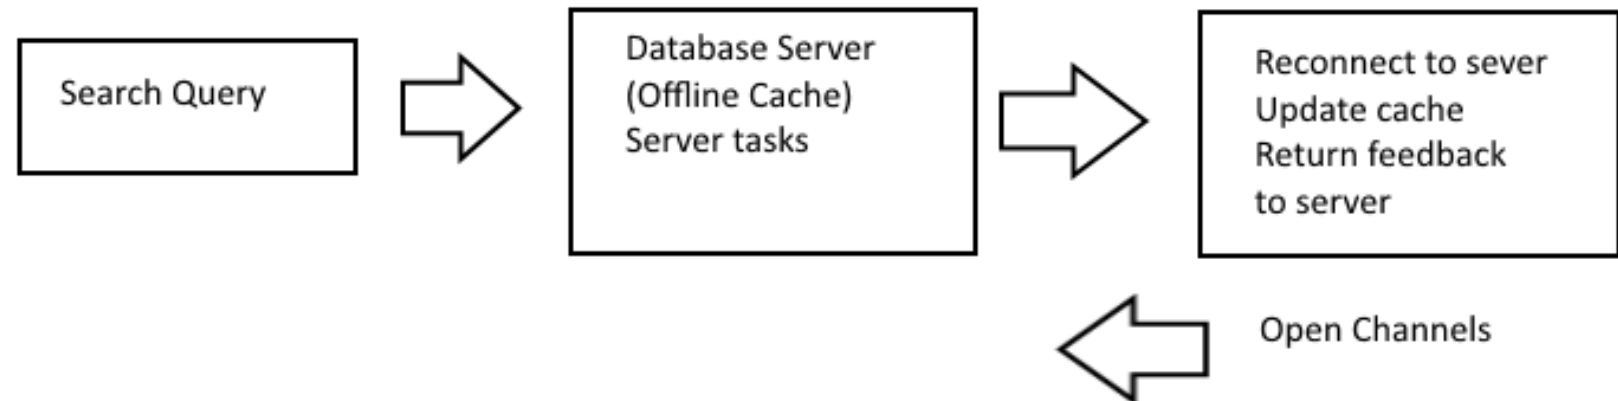 Search Query
Database Server
(Offline Cache)
Server tasks
Reconnect to sever
Update cache
Return feedback
to server
Open Channels